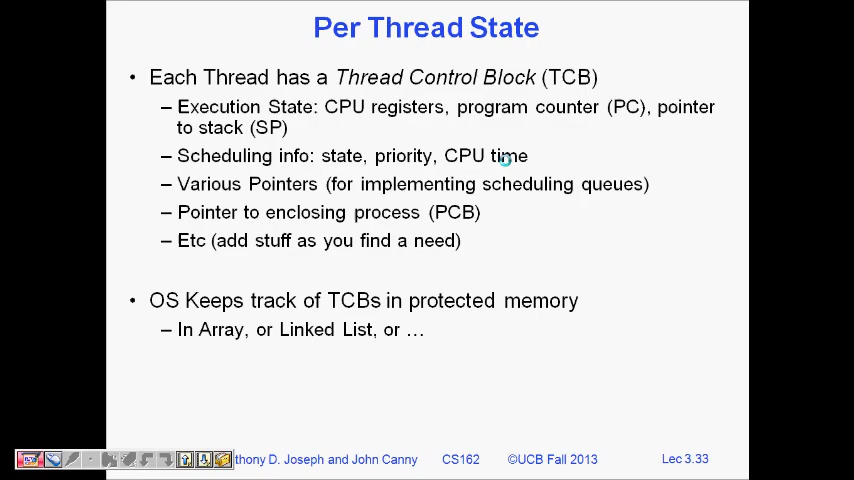 Per Thread State
• Each Thread has a Thread Control Block (TCB)
– Execution State: CPU registers, program counter (PC), pointer
to stack (SP)
– Scheduling info: state, priority, CPU time
– Various Pointers (for implementing scheduling queues)
– Pointer to enclosing process (PCB)
– Etc (add stuff as you find a need)
• OS Keeps track of TCBs in protected memory
– In Array, or Linked List, or …
thony D. Joseph and John Canny CS162 ©UCB Fall 2013 Lec 3.33